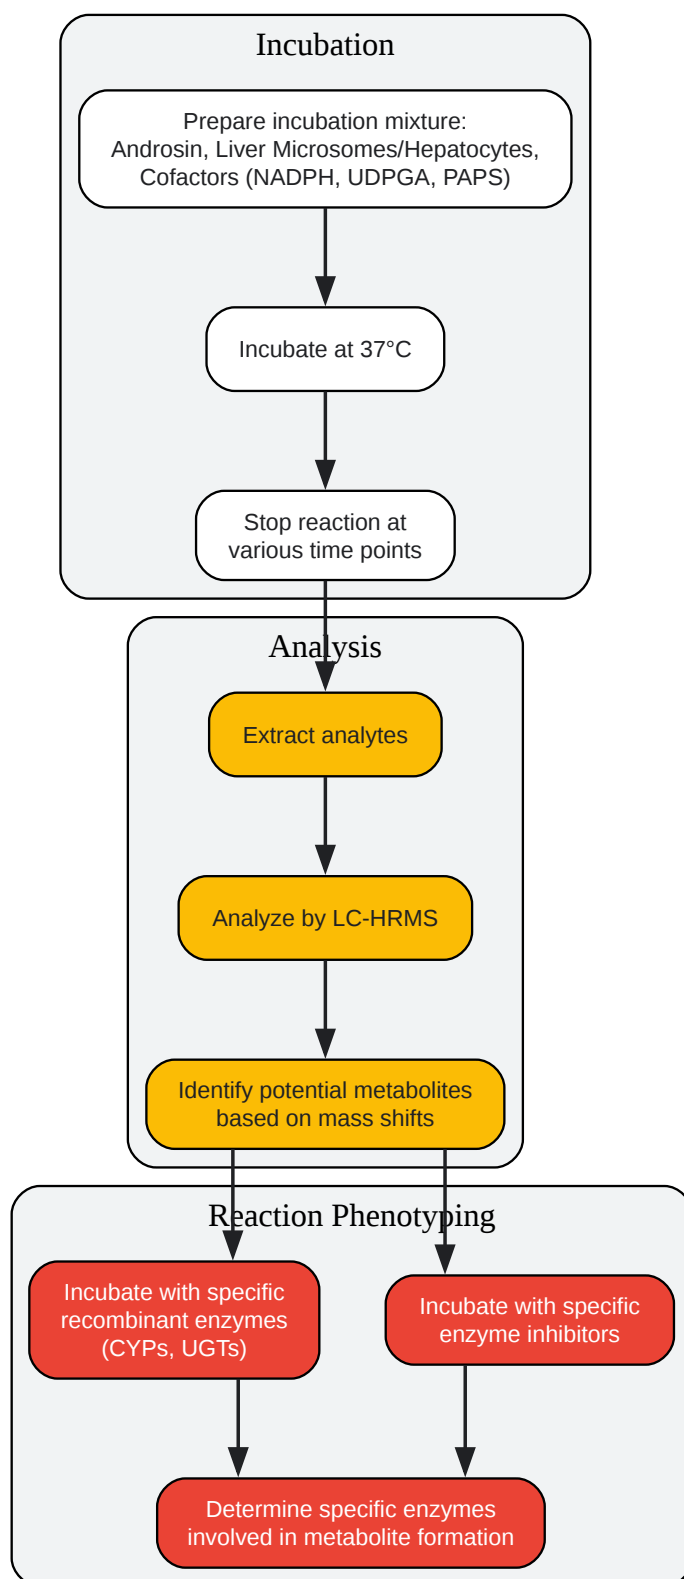 Incubation
Prepare incubation mixture:
Androsin, Liver Microsomes/Hepatocytes,
Cofactors (NADPH, UDPGA, PAPS)
Incubate at 37°C
Stop reaction at
various time points
Analysis
Extract analytes
Analyze by LC-HRMS
Identify potential metabolites
based on mass shifts
Reaction Phenotyping
Incubate with specific
recombinant enzymes
(CYPs, UGTs)
Incubate with specific
enzyme inhibitors
Determine specific enzymes
involved in metabolite formation